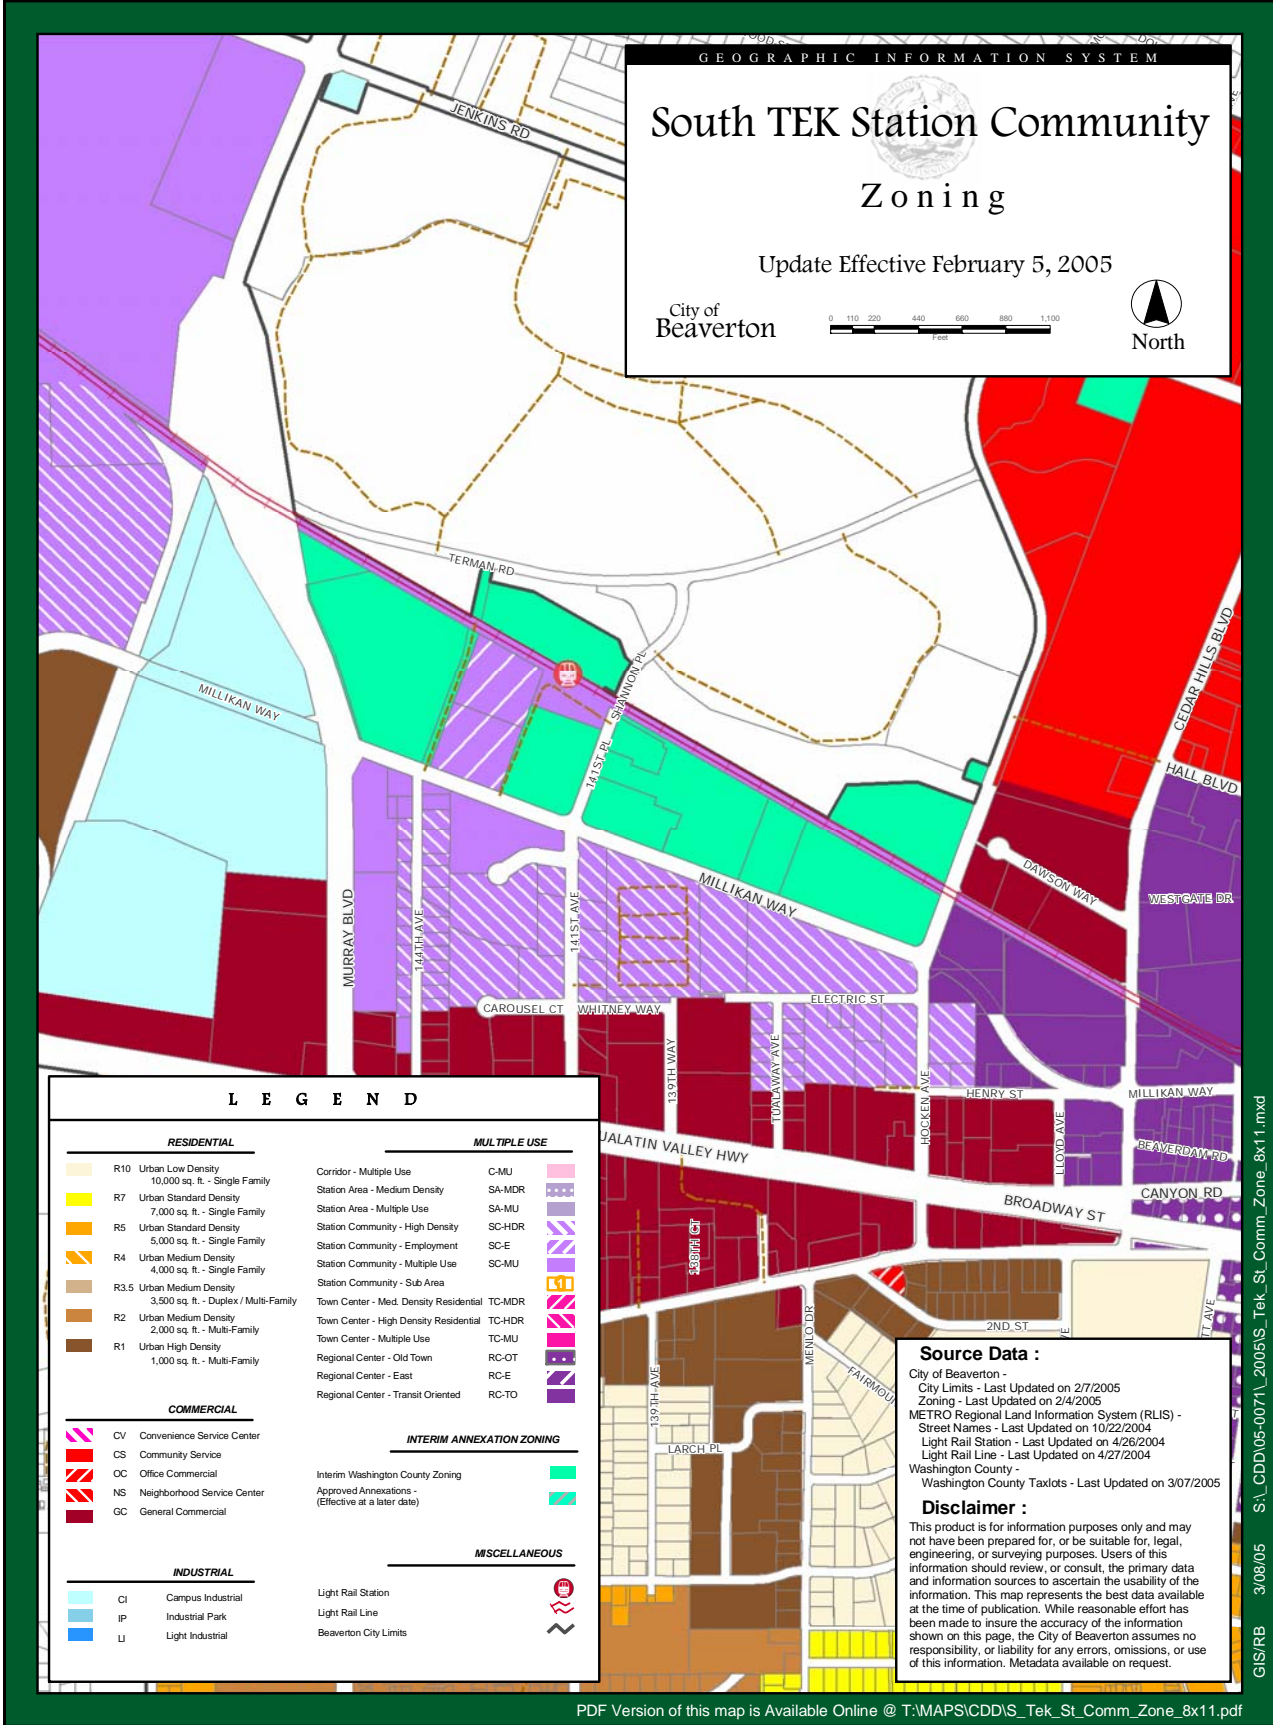 GEOGRAPHIC INFORMATION SYSTEM
South TEK Station Community
Zoning
Update Effective February 5, 2005
City of
Beaverton
0 110 220 440 660 880 1,100
Feet
North
JENKINS RD
TERMAN RD
SHANNON PL
141ST PL
MILLIKAN WAY
CEDAR HILLS BLVD
HALL BLVD
DAWSON WAY
WESTGATE DR
MILLIKAN WAY
MURRAY BLVD
144TH AVE
141ST AVE
ELECTRIC ST
CAROUSEL CT
WHITNEY WAY
139TH WAY
TUALAWAY AVE
HOCKEN AVE
HENRY ST
MILLIKAN WAY
LLOYD AVE
BEAVERDAM RD
UALATIN VALLEY HWY
CANYON RD
BROADWAY ST
138TH CT
2ND ST
MENLO DR
FAIRMOU
139TH AVE
LARCH PL
TT AVE
LEGEND
RESIDENTIAL
R10 Urban Low Density
10,000 sq. ft. - Single Family
R7 Urban Standard Density
7,000 sq. ft. - Single Family
R5 Urban Standard Density
5,000 sq. ft. - Single Family
R4 Urban Medium Density
4,000 sq. ft. - Single Family
R3.5 Urban Medium Density
3,500 sq. ft. - Duplex / Multi-Family
R2 Urban Medium Density
2,000 sq. ft. - Multi-Family
R1 Urban High Density
1,000 sq. ft. - Multi-Family
COMMERCIAL
CV Convenience Service Center
CS Community Service
OC Office Commercial
NS Neighborhood Service Center
GC General Commercial
INDUSTRIAL
CI Campus Industrial
IP Industrial Park
LI Light Industrial
MULTIPLE USE
Corridor - Multiple Use C-MU
Station Area - Medium Density SA-MDR
Station Area - Multiple Use SA-MU
Station Community - High Density SC-HDR
Station Community - Employment SC-E
Station Community - Multiple Use SC-MU
Station Community - Sub Area 1
Town Center - Med. Density Residential TC-MDR
Town Center - High Density Residential TC-HDR
Town Center - Multiple Use TC-MU
Regional Center - Old Town RC-OT
Regional Center - East RC-E
Regional Center - Transit Oriented RC-TO
INTERIM ANNEXATION ZONING
Interim Washington County Zoning
Approved Annexations -
(Effective at a later date)
MISCELLANEOUS
Light Rail Station
Light Rail Line
Beaverton City Limits
Source Data :
City of Beaverton -
City Limits - Last Updated on 2/7/2005
Zoning - Last Updated on 2/4/2005
METRO Regional Land Information System (RLIS) -
Street Names - Last Updated on 10/22/2004
Light Rail Station - Last Updated on 4/26/2004
Light Rail Line - Last Updated on 4/27/2004
Washington County -
Washington County Taxlots - Last Updated on 3/07/2005
Disclaimer :
This product is for information purposes only and may
not have been prepared for, or be suitable for, legal,
engineering, or surveying purposes. Users of this
information should review, or consult, the primary data
and information sources to ascertain the usability of the
information. This map represents the best data available
at the time of publication. While reasonable effort has
been made to insure the accuracy of the information
shown on this page, the City of Beaverton assumes no
responsibility, or liability for any errors, omissions, or use
of this information. Metadata available on request.
GIS/RB 3/08/05 S:\_CDD\05-0071\_2005\S_Tek_St_Comm_Zone_8x11.mxd
PDF Version of this map is Available Online @ T:\MAPS\CDD\S_Tek_St_Comm_Zone_8x11.pdf